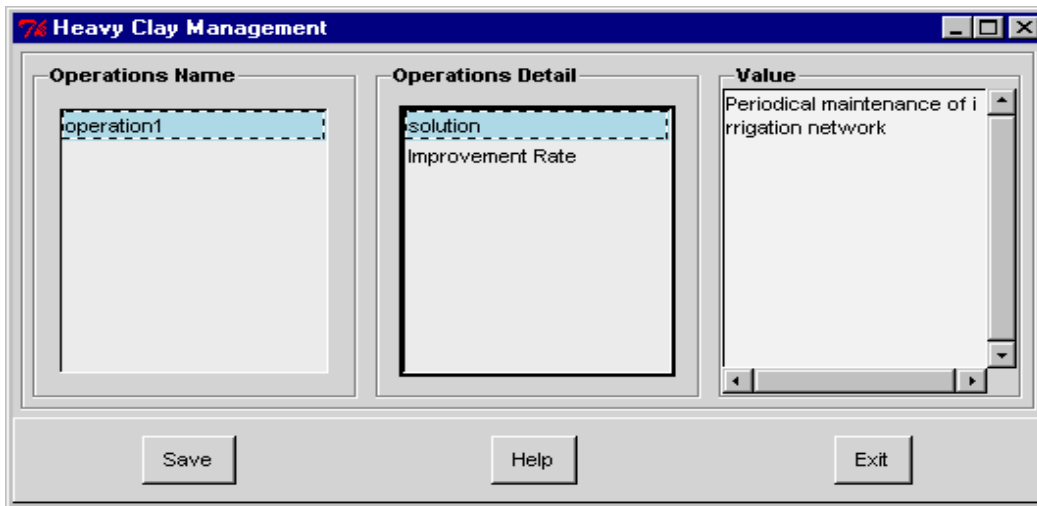 Heavy Clay Management
Operations Name
operation1
Operations Detail
solution
Improvement Rate
Value
Periodical maintenance of i
rrigation network
Save
Help
Exit